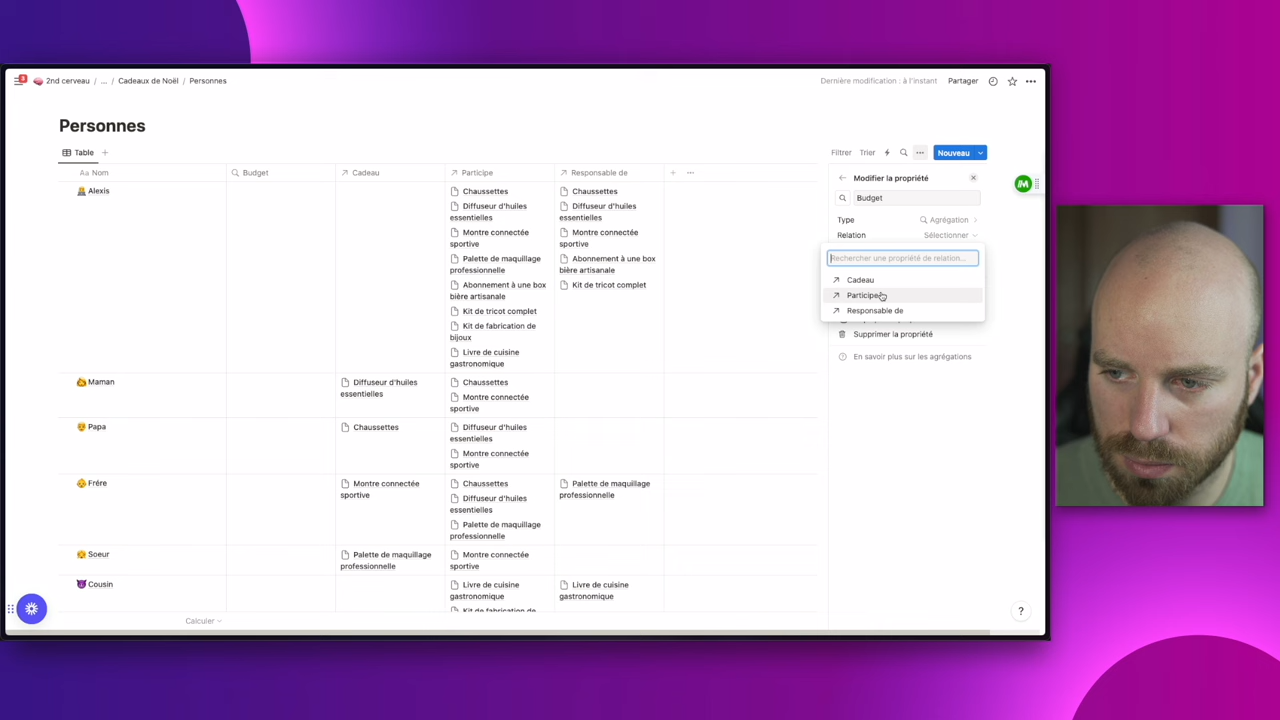 3
2nd cerveau / ... / Cadeaux de Noël / Personnes
Dernière modification : à l'instant
Partager
Personnes
Table
Filtrer
Trier
Nouveau
Aa Nom
Budget
Cadeau
Participe
Responsable de
Alexis
Chaussettes
Diffuseur d'huiles
essentielles
Montre connectée
sportive
Palette de maquillage
professionnelle
Abonnement à une box
bière artisanale
Kit de tricot complet
Kit de fabrication de
bijoux
Livre de cuisine
gastronomique
Chaussettes
Diffuseur d'huiles
essentielles
Montre connectée
sportive
Abonnement à une box
bière artisanale
Kit de tricot complet
Maman
Diffuseur d'huiles
essentielles
Chaussettes
Montre connectée
sportive
Papa
Chaussettes
Diffuseur d'huiles
essentielles
Montre connectée
sportive
Frére
Montre connectée
sportive
Chaussettes
Diffuseur d'huiles
essentielles
Palette de maquillage
professionnelle
Palette de maquillage
professionnelle
Soeur
Palette de maquillage
professionnelle
Montre connectée
sportive
Cousin
Livre de cuisine
gastronomique
Kit de fabrication de
Livre de cuisine
gastronomique
Calculer
Modifier la propriété
Budget
Type
Agrégation
Relation
Sélectionner
Rechercher une propriété de relation...
Cadeau
Participe
Responsable de
Supprimer la propriété
En savoir plus sur les agrégations
?